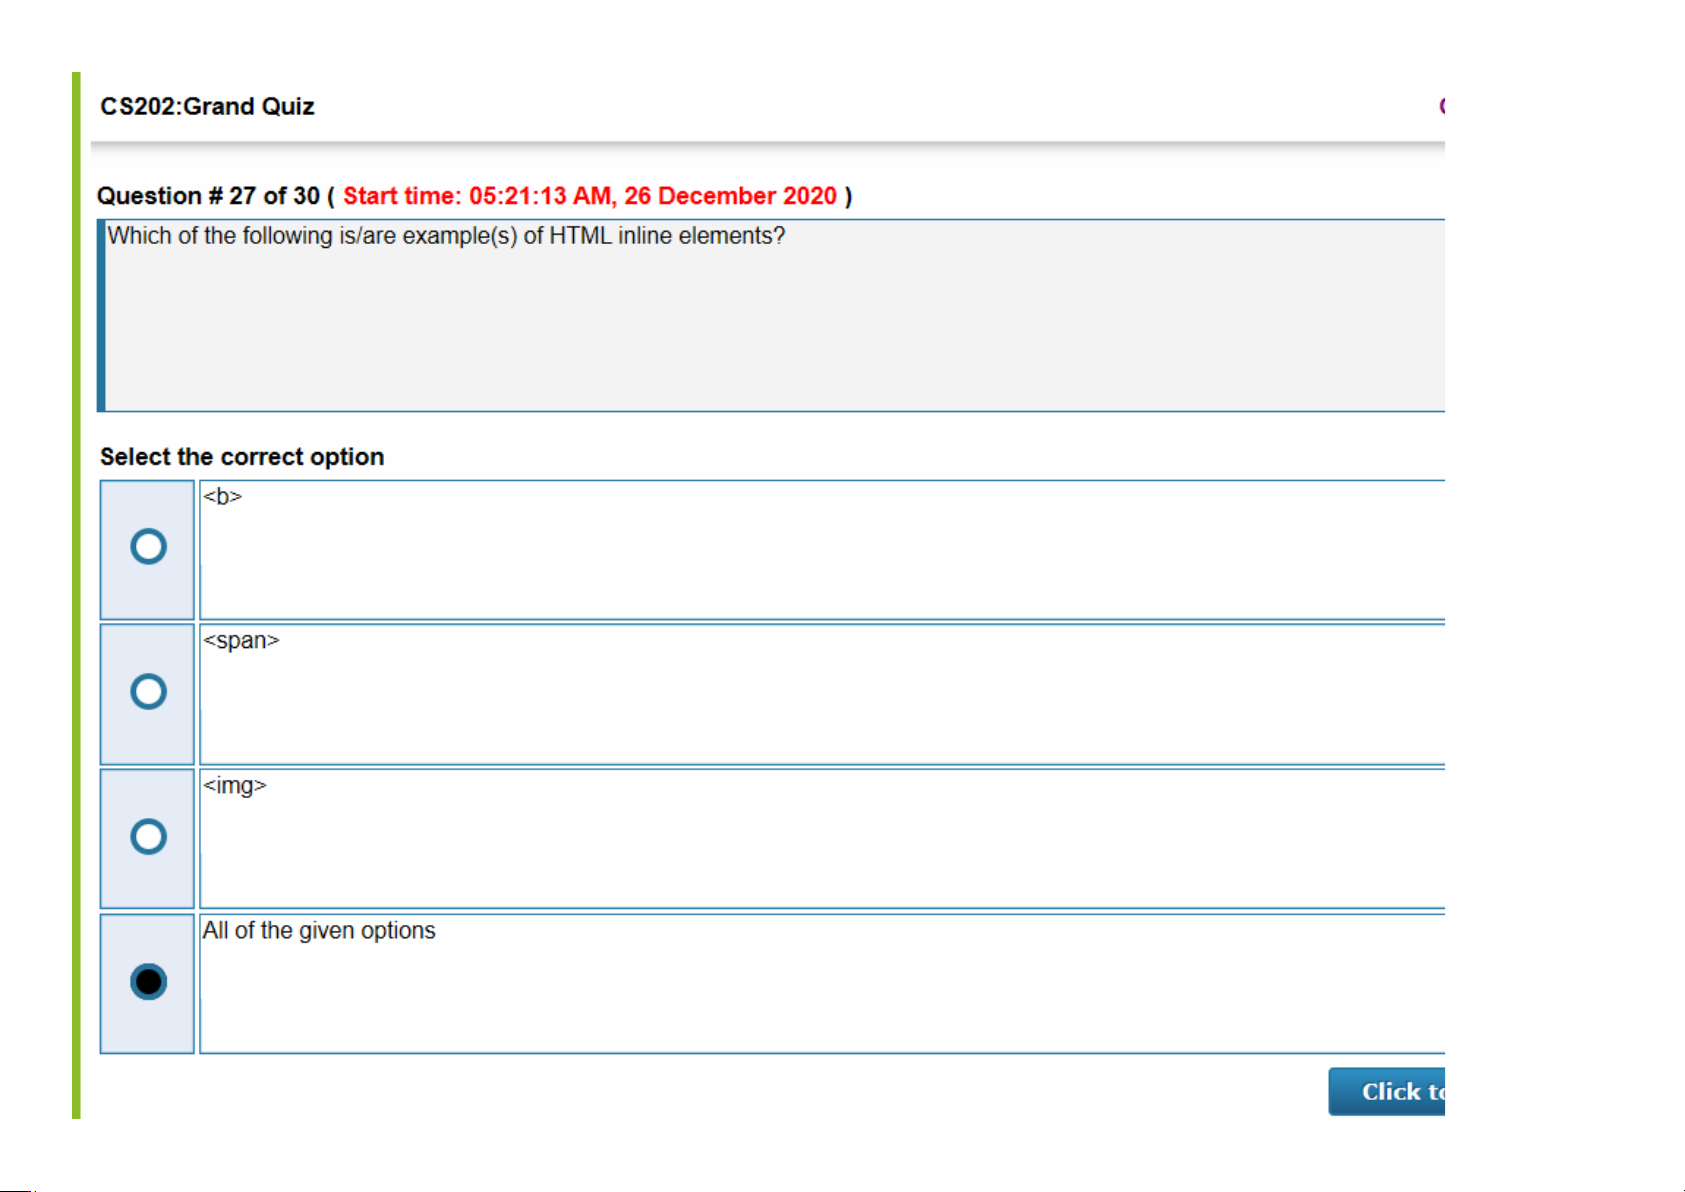 CS202:Grand Quiz
Question # 27 of 30 ( Start time: 05:21:13 AM, 26 December 2020 )
Which of the following is/are example(s) of HTML inline elements?
Select the correct option
<b>
<span>
<img>
All of the given options
Click